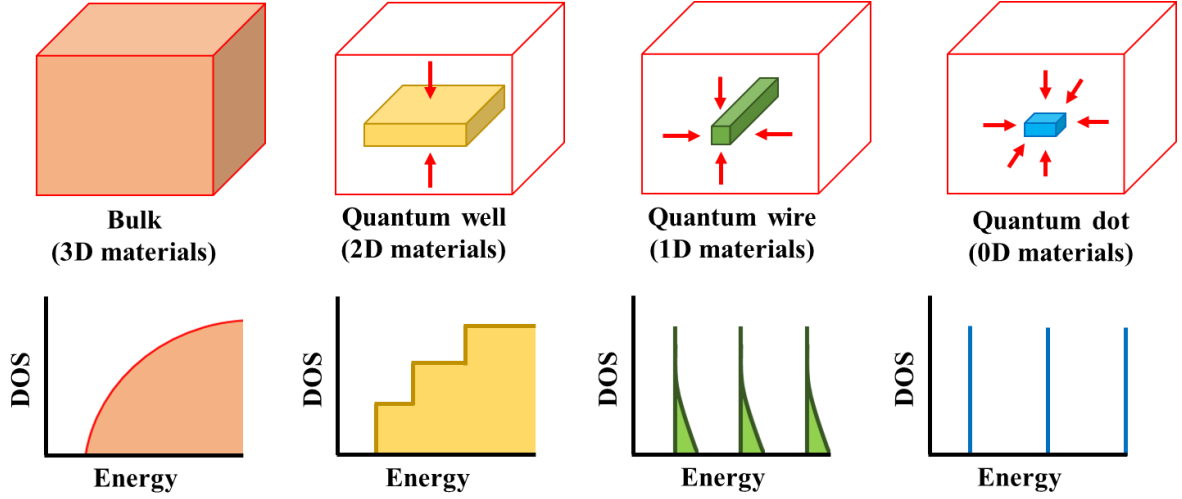 Bulk
(3D materials)
Quantum well
(2D materials)
Quantum wire
(1D materials)
Quantum dot
(0D materials)
DOS
Energy
DOS
Energy
DOS
Energy
DOS
Energy